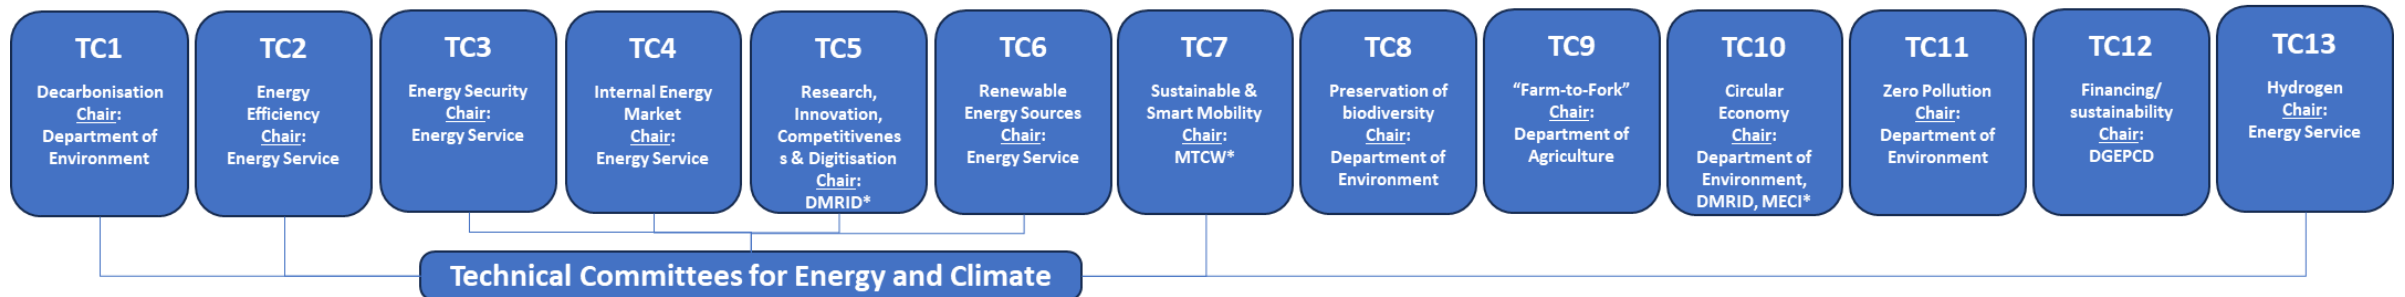 TC1
Decarbonisation
Chair:
Department of
Environment
TC2
Energy
Efficiency
Chair:
Energy Service
TC3
Energy Security
Chair:
Energy Service
TC4
Internal Energy
Market
Chair:
Energy Service
TC5
Research,
Innovation,
Competitivenes
s & Digitisation
Chair:
DMRID*
TC6
Renewable
Energy Sources
Chair:
Energy Service
TC7
Sustainable &
Smart Mobility
Chair:
MTCW*
TC8
Preservation of
biodiversity
Chair:
Department of
Environment
TC9
“Farm-to-Fork”
Chair:
Department of
Agriculture
TC10
Circular
Economy
Chair:
Department of
Environment,
DMRID, MECI*
TC11
Zero Pollution
Chair:
Department of
Environment
TC12
Financing/
sustainability
Chair:
DGEPCD
TC13
Hydrogen
Chair:
Energy Service
Technical Committees for Energy and Climate